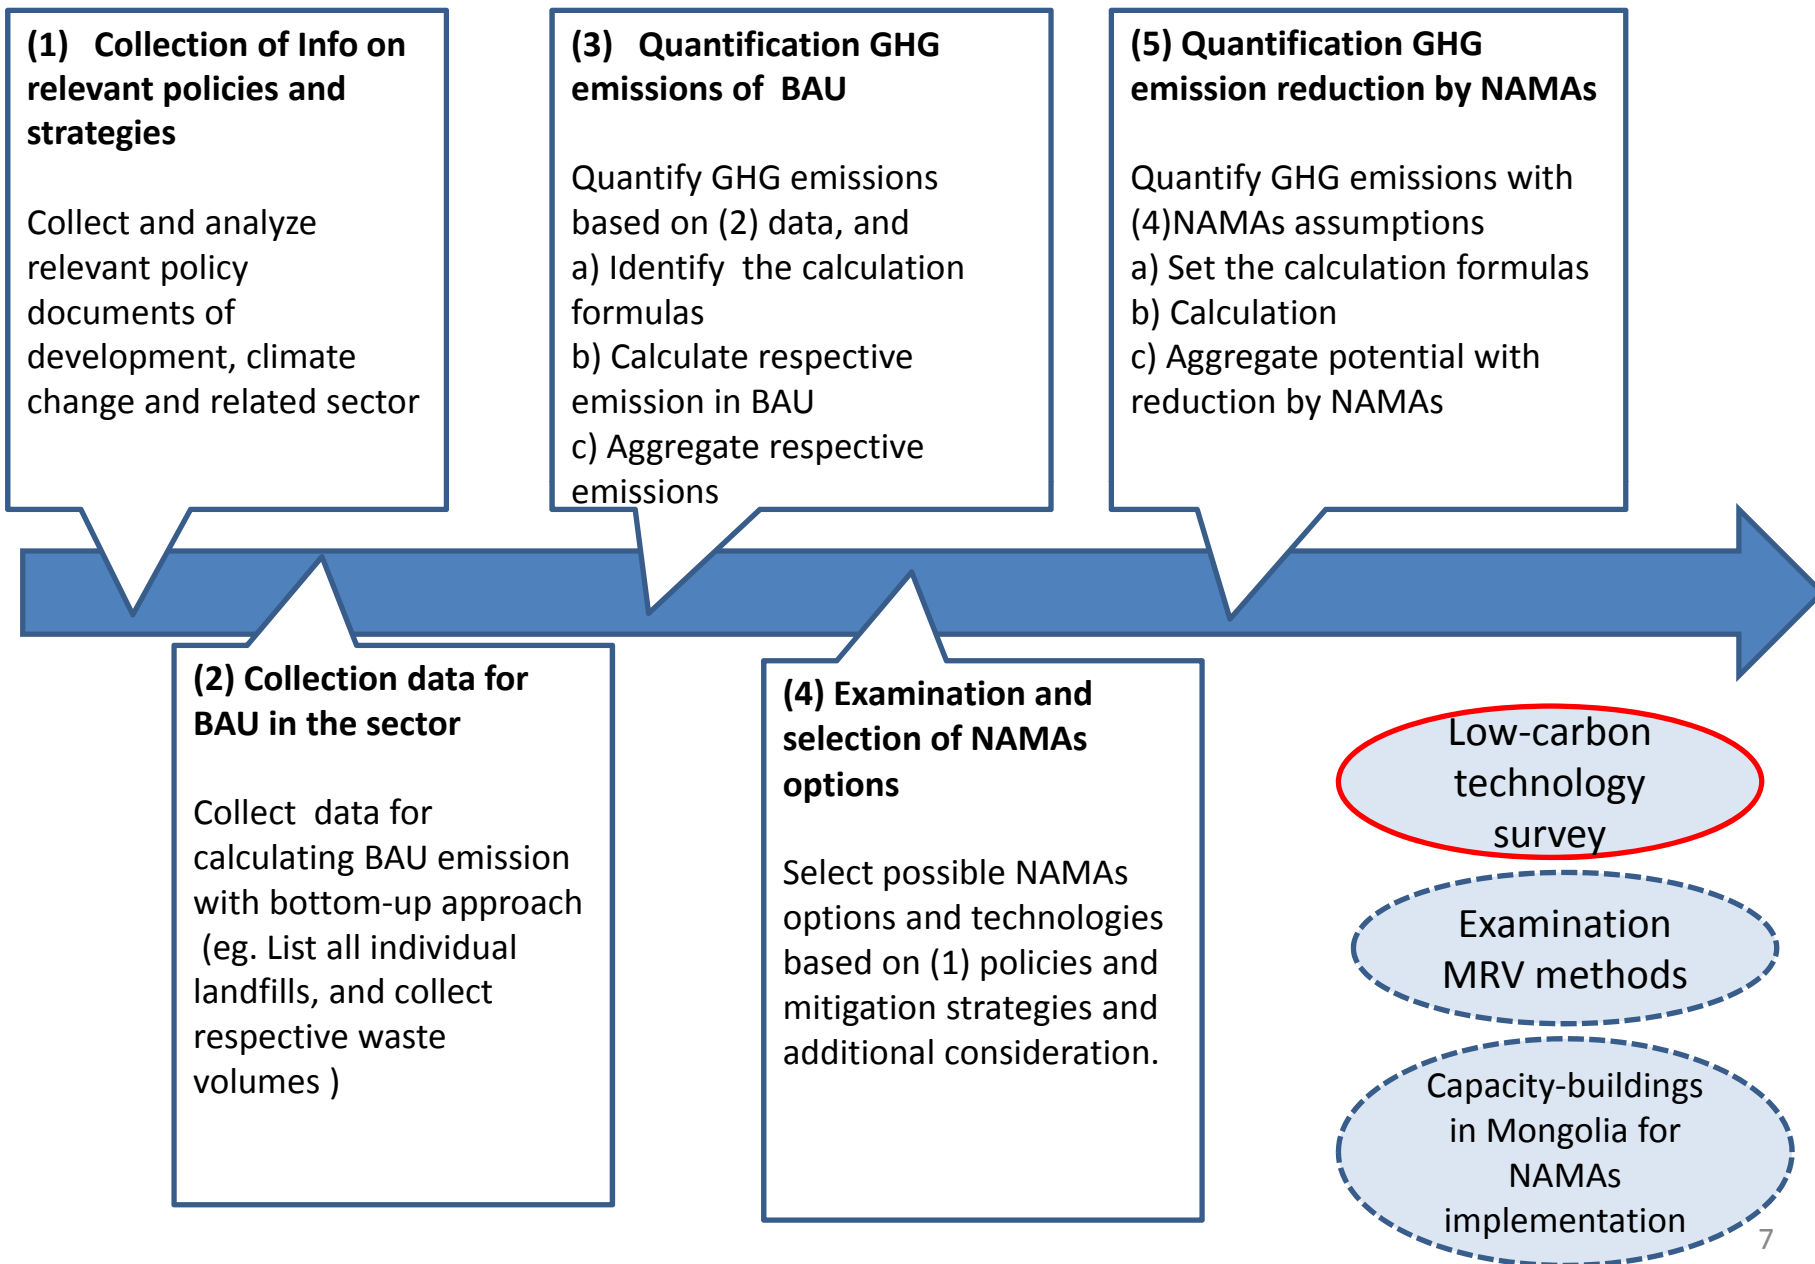 (1) Collection of Info on
relevant policies and
strategies
Collect and analyze
relevant policy
documents of
development, climate
change and related sector
(2) Collection data for
BAU in the sector
Collect data for
calculating BAU emission
with bottom-up approach
(eg. List all individual
landfills, and collect
respective waste
volumes )
(3) Quantification GHG
emissions of BAU
Quantify GHG emissions
based on (2) data, and
a) Identify the calculation
formulas
b) Calculate respective
emission in BAU
c) Aggregate respective
emissions
(4) Examination and
selection of NAMAs
options
Select possible NAMAs
options and technologies
based on (1) policies and
mitigation strategies and
additional consideration.
(5) Quantification GHG
emission reduction by NAMAs
Quantify GHG emissions with
(4)NAMAs assumptions
a) Set the calculation formulas
b) Calculation
c) Aggregate potential with
reduction by NAMAs
Low-carbon
technology
survey
Examination
MRV methods
Capacity-buildings
in Mongolia for
NAMAs
implementation
7